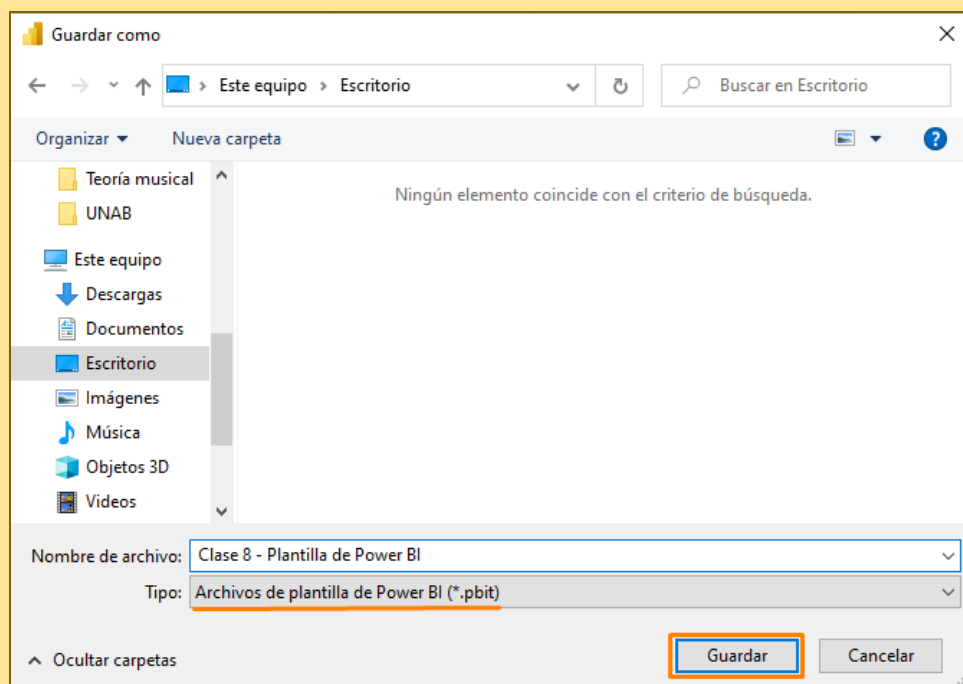 Guardar como
Este equipo > Escritorio
Buscar en Escritorio
Organizar
Nueva carpeta
Teoría musical
UNAB
Este equipo
Descargas
Documentos
Escritorio
Imágenes
Música
Objetos 3D
Videos
Ningún elemento coincide con el criterio de búsqueda.
Nombre de archivo: Clase 8 - Plantilla de Power BI
Tipo: Archivos de plantilla de Power BI (*.pbit)
Ocultar carpetas
Guardar
Cancelar